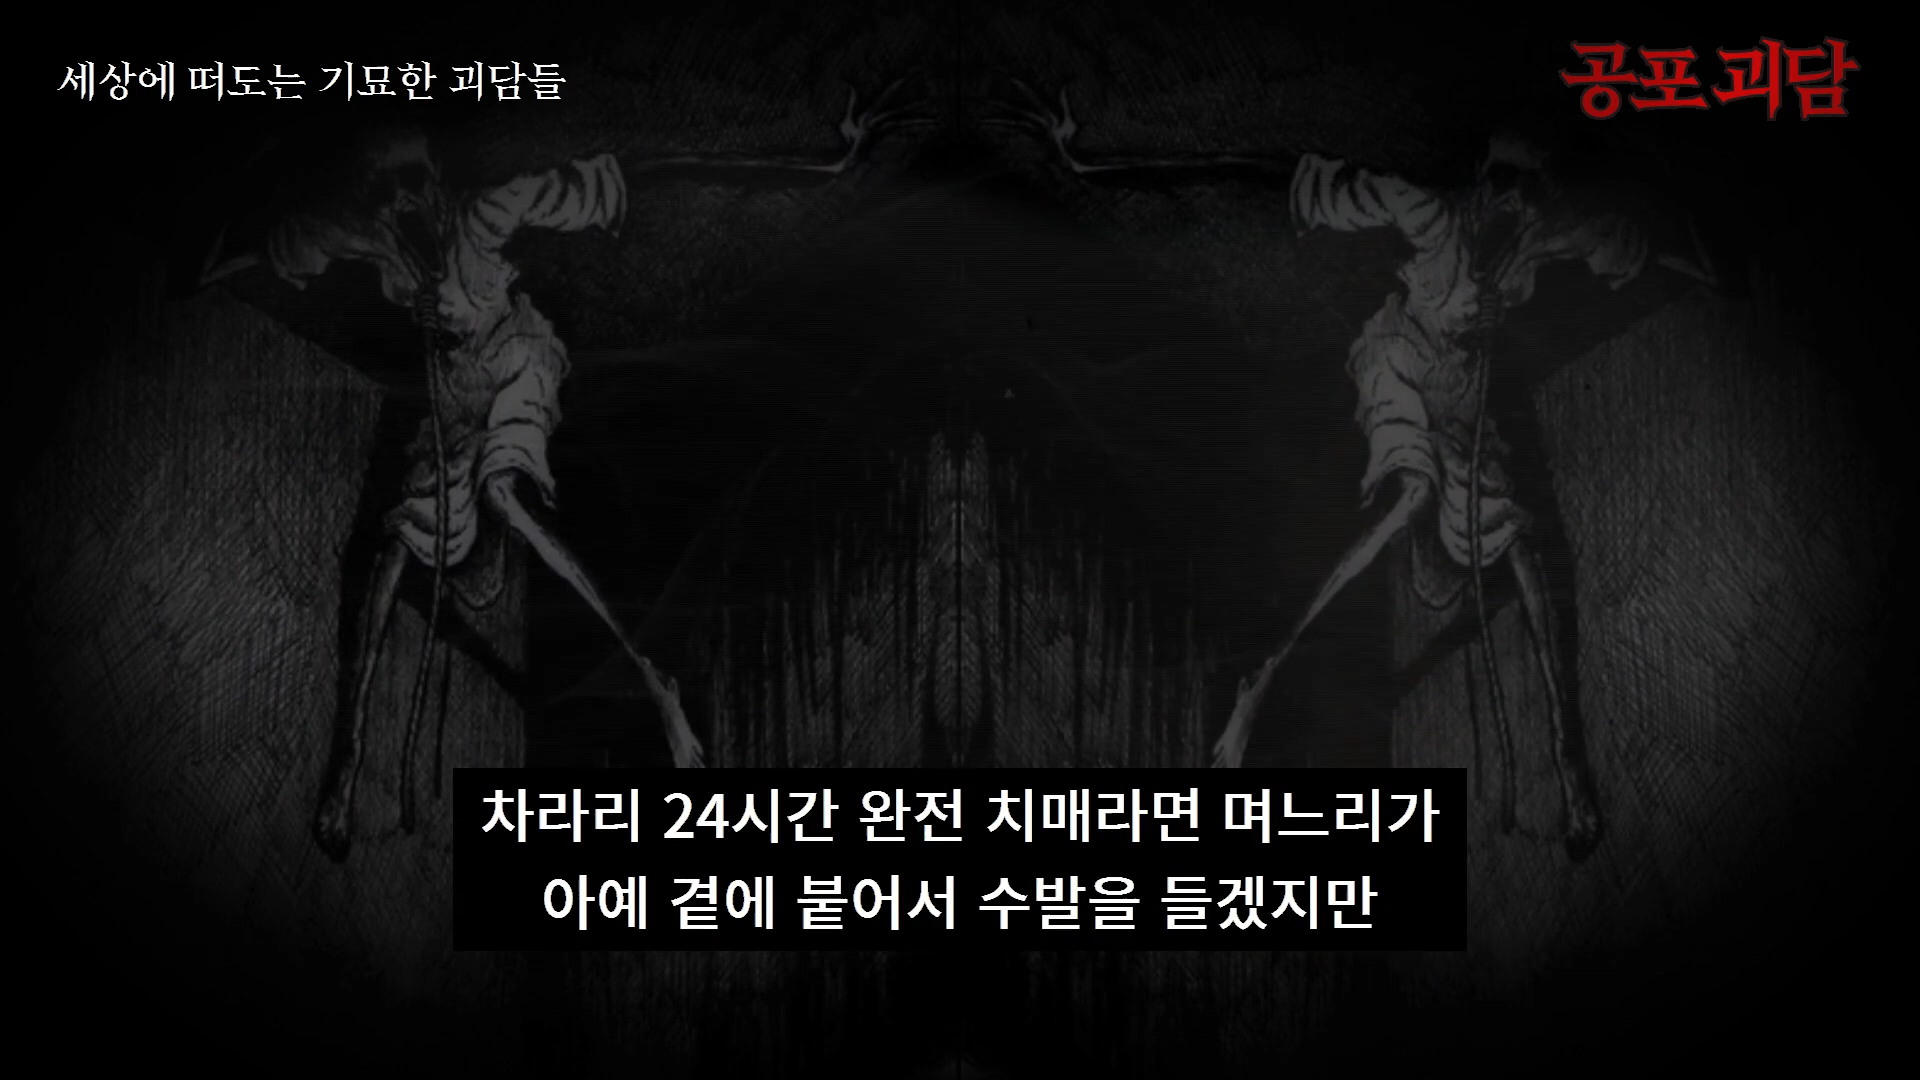 세상에 떠도는 기묘한 괴담들
공포괴담
차라리 24시간 완전 치매라면 며느리가
아예 곁에 붙어서 수발을 들겠지만